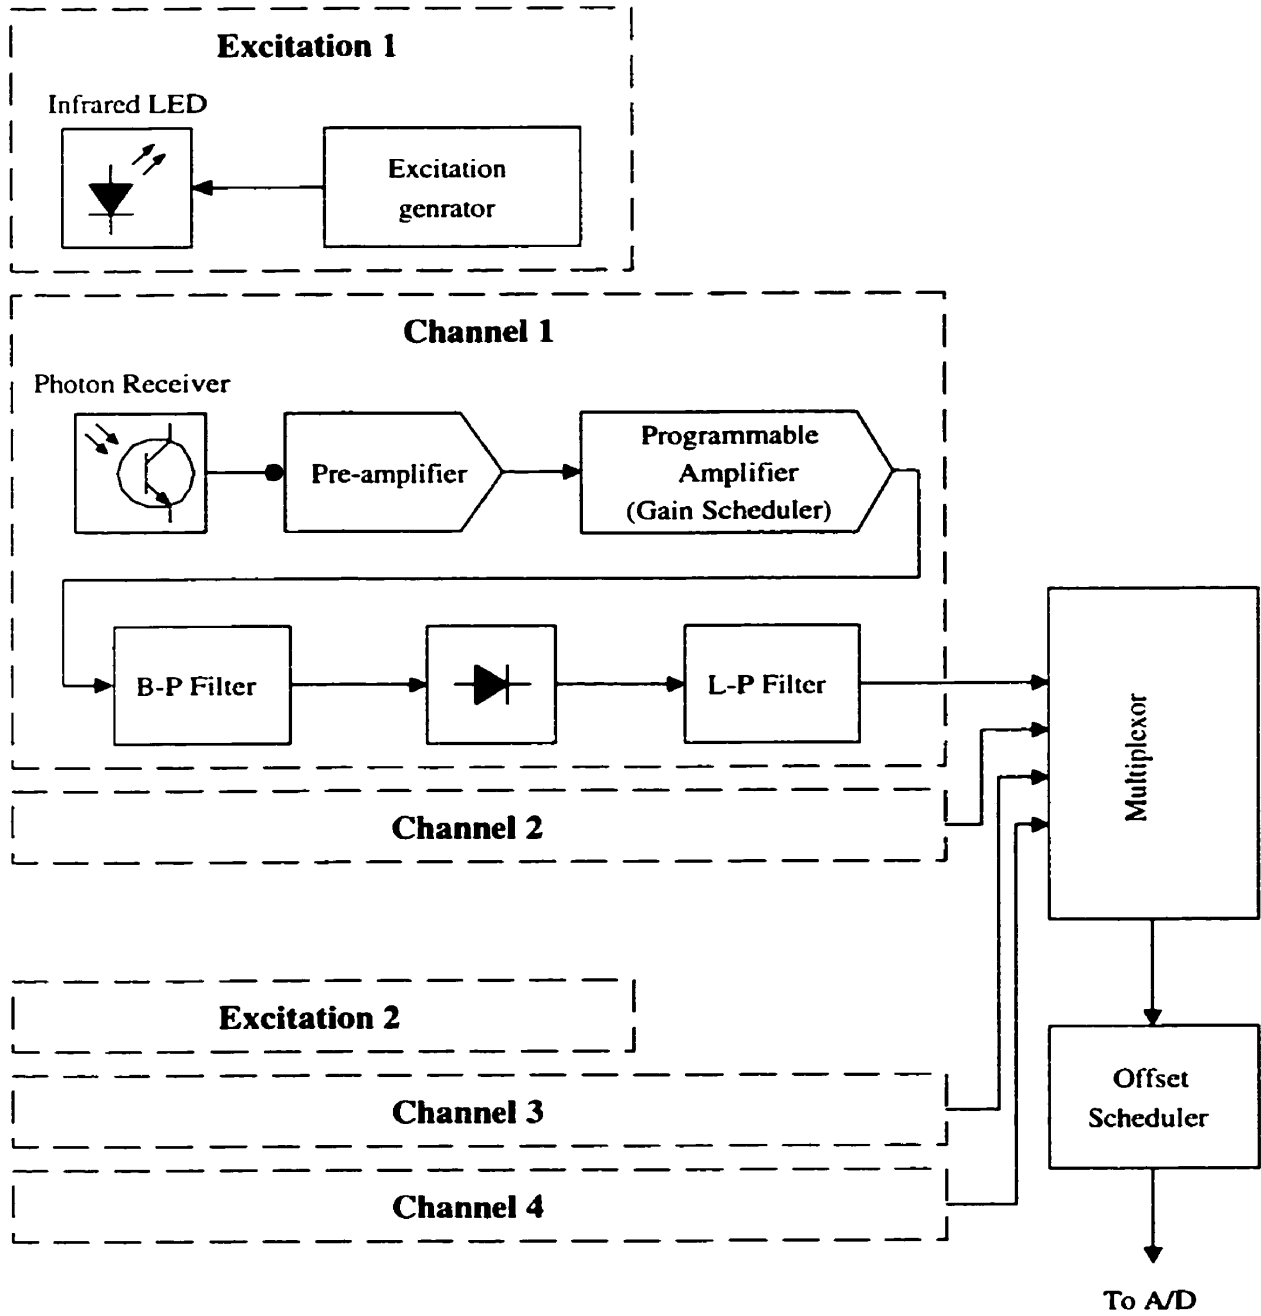 Excitation 1
Infrared LED
Excitation
genrator
Channel 1
Photon Receiver
Pre-amplifier
Programmable
Amplifier
(Gain Scheduler)
B-P Filter
L-P Filter
Multiplexor
Channel 2
Excitation 2
Channel 3
Channel 4
Offset
Scheduler
To A/D